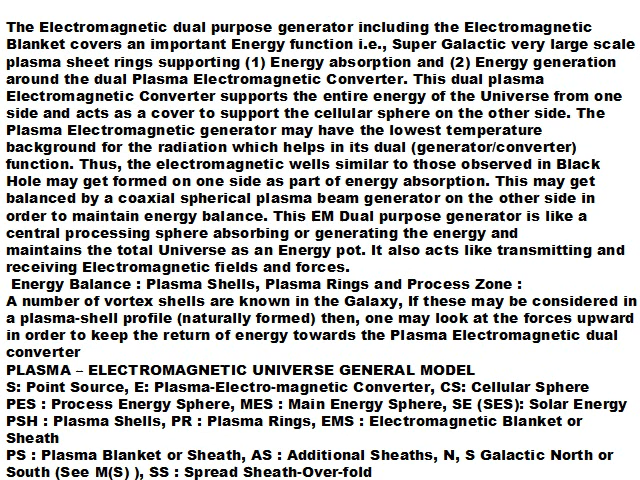 The Electromagnetic dual purpose generator including the Electromagnetic
Blanket covers an important Energy function i.e., Super Galactic very large scale
plasma sheet rings supporting (1) Energy absorption and (2) Energy generation
around the dual Plasma Electromagnetic Converter. This dual plasma
Electromagnetic Converter supports the entire energy of the Universe from one
side and acts as a cover to support the cellular sphere on the other side. The
Plasma Electromagnetic generator may have the lowest temperature
background for the radiation which helps in its dual (generator/converter)
function. Thus, the electromagnetic wells similar to those observed in Black
Hole may get formed on one side as part of energy absorption. This may get
balanced by a coaxial spherical plasma beam generator on the other side in
order to maintain energy balance. This EM Dual purpose generator is like a
central processing sphere absorbing or generating the energy and
maintains the total Universe as an Energy pot. It also acts like transmitting and
receiving Electromagnetic fields and forces.
Energy Balance : Plasma Shells, Plasma Rings and Process Zone :
A number of vortex shells are known in the Galaxy, If these may be considered in
a plasma-shell profile (naturally formed) then, one may look at the forces upward
in order to keep the return of energy towards the Plasma Electromagnetic dual
converter
PLASMA – ELECTROMAGNETIC UNIVERSE GENERAL MODEL
S: Point Source, E: Plasma-Electro-magnetic Converter, CS: Cellular Sphere
PES : Process Energy Sphere, MES : Main Energy Sphere, SE (SES): Solar Energy
PSH : Plasma Shells, PR : Plasma Rings, EMS : Electromagnetic Blanket or
Sheath
PS : Plasma Blanket or Sheath, AS : Additional Sheaths, N, S Galactic North or
South (See M(S) ), SS : Spread Sheath-Over-fold